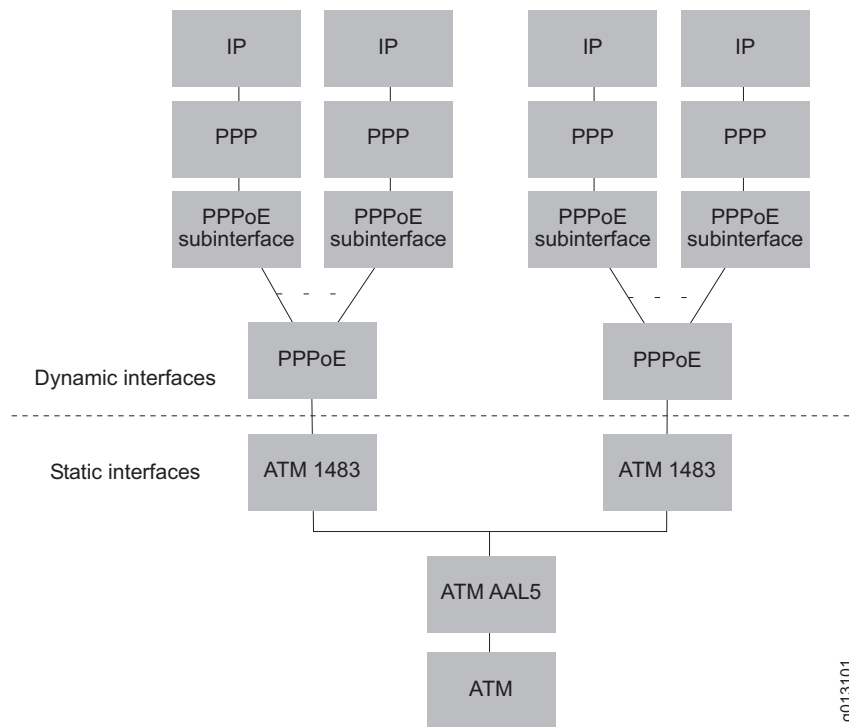 IP
IP
IP
IP
PPP
PPP
PPP
PPP
PPPoE
subinterface
PPPoE
subinterface
PPPoE
subinterface
PPPoE
subinterface
PPPoE
PPPoE
Dynamic interfaces
Static interfaces
ATM 1483
ATM 1483
ATM AAL5
ATM
g013101